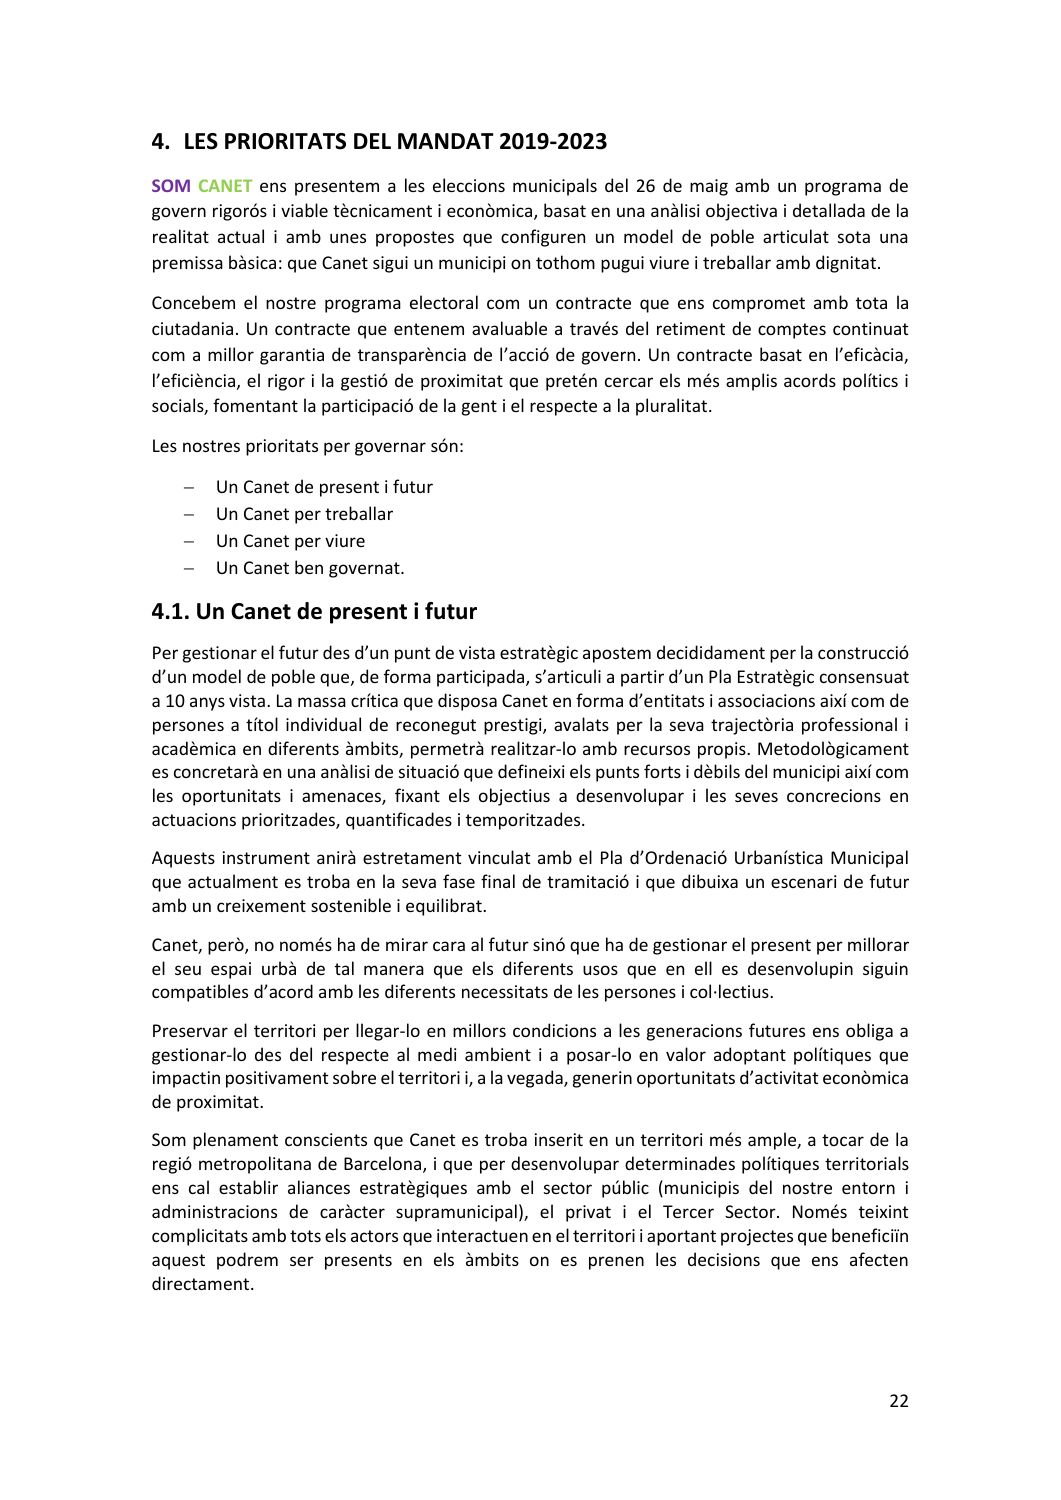 4. LES PRIORITATS DEL MANDAT 2019-2023
SOM CANET ens presentem a les eleccions municipals del 26 de maig amb un programa de
govern rigorós i viable tècnicament i econòmica, basat en una anàlisi objectiva i detallada de la
realitat actual i amb unes propostes que configuren un model de poble articulat sota una
premissa bàsica: que Canet sigui un municipi on tothom pugui viure i treballar amb dignitat.
Concebem el nostre programa electoral com un contracte que ens compromet amb tota la
ciutadania. Un contracte que entenem avaluable a través del retiment de comptes continuat
com a millor garantia de transparència de l’acció de govern. Un contracte basat en l’eficàcia,
l’eficiència, el rigor i la gestió de proximitat que pretén cercar els més amplis acords polítics i
socials, fomentant la participació de la gent i el respecte a la pluralitat.
Les nostres prioritats per governar són:
– Un Canet de present i futur
– Un Canet per treballar
– Un Canet per viure
– Un Canet ben governat.
4.1. Un Canet de present i futur
Per gestionar el futur des d’un punt de vista estratègic apostem decididament per la construcció
d’un model de poble que, de forma participada, s’articuli a partir d’un Pla Estratègic consensuat
a 10 anys vista. La massa crítica que disposa Canet en forma d’entitats i associacions així com de
persones a títol individual de reconegut prestigi, avalats per la seva trajectòria professional i
acadèmica en diferents àmbits, permetrà realitzar-lo amb recursos propis. Metodològicament
es concretarà en una anàlisi de situació que defineixi els punts forts i dèbils del municipi així com
les oportunitats i amenaces, fixant els objectius a desenvolupar i les seves concrecions en
actuacions prioritzades, quantificades i temporitzades.
Aquests instrument anirà estretament vinculat amb el Pla d’Ordenació Urbanística Municipal
que actualment es troba en la seva fase final de tramitació i que dibuixa un escenari de futur
amb un creixement sostenible i equilibrat.
Canet, però, no només ha de mirar cara al futur sinó que ha de gestionar el present per millorar
el seu espai urbà de tal manera que els diferents usos que en ell es desenvolupin siguin
compatibles d’acord amb les diferents necessitats de les persones i col·lectius.
Preservar el territori per llegar-lo en millors condicions a les generacions futures ens obliga a
gestionar-lo des del respecte al medi ambient i a posar-lo en valor adoptant polítiques que
impactin positivament sobre el territori i, a la vegada, generin oportunitats d’activitat econòmica
de proximitat.
Som plenament conscients que Canet es troba inserit en un territori més ample, a tocar de la
regió metropolitana de Barcelona, i que per desenvolupar determinades polítiques territorials
ens cal establir aliances estratègiques amb el sector públic (municipis del nostre entorn i
administracions de caràcter supramunicipal), el privat i el Tercer Sector. Només teixint
complicitats amb tots els actors que interactuen en el territori i aportant projectes que beneficiïn
aquest podrem ser presents en els àmbits on es prenen les decisions que ens afecten
directament.
22